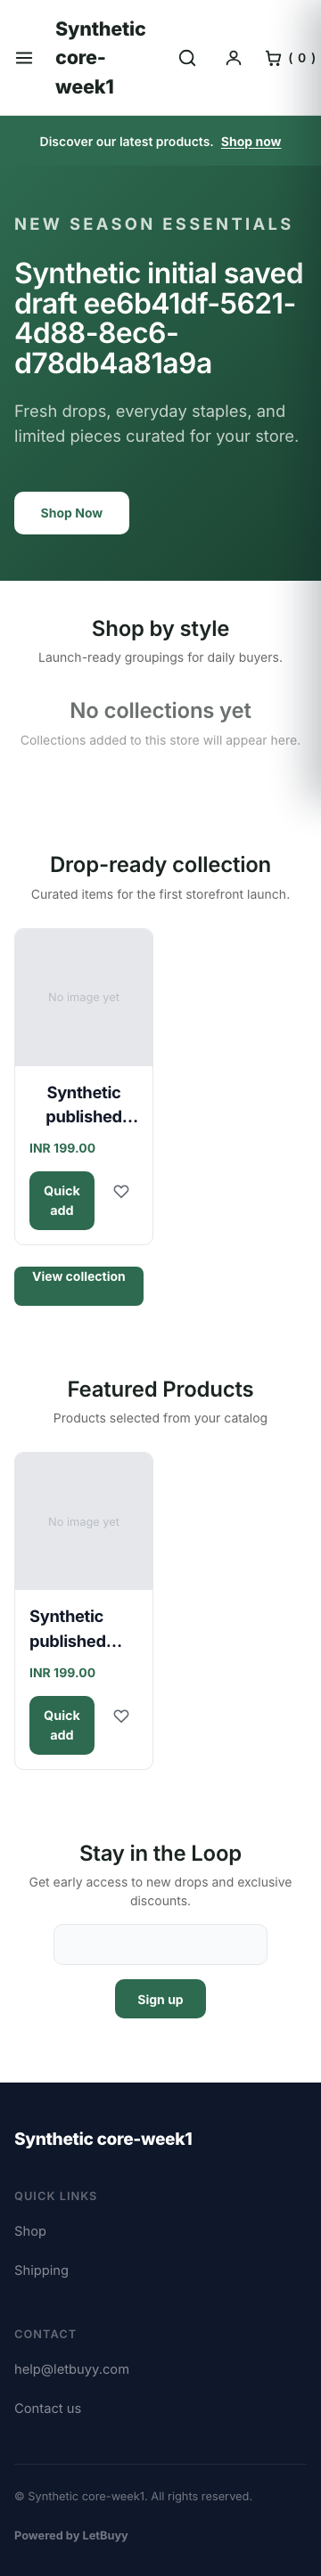 Synthetic
core-
week1
( 0 )
Discover our latest products. Shop now
NEW SEASON ESSENTIALS
Synthetic initial saved
draft ee6b41df-5621-
4d88-8ec6-
d78db4a81a9a
Fresh drops, everyday staples, and
limited pieces curated for your store.
Shop Now
Shop by style
Launch-ready groupings for daily buyers.
No collections yet
Collections added to this store will appear here.
Drop-ready collection
Curated items for the first storefront launch.
No image yet
Synthetic
published...
INR 199.00
Quick
add
View collection
Featured Products
Products selected from your catalog
No image yet
Synthetic
published...
INR 199.00
Quick
add
Stay in the Loop
Get early access to new drops and exclusive
discounts.
Sign up
Synthetic core-week1
QUICK LINKS
Shop
Shipping
CONTACT
help@letbuyy.com
Contact us
© Synthetic core-week1. All rights reserved.
Powered by LetBuyy